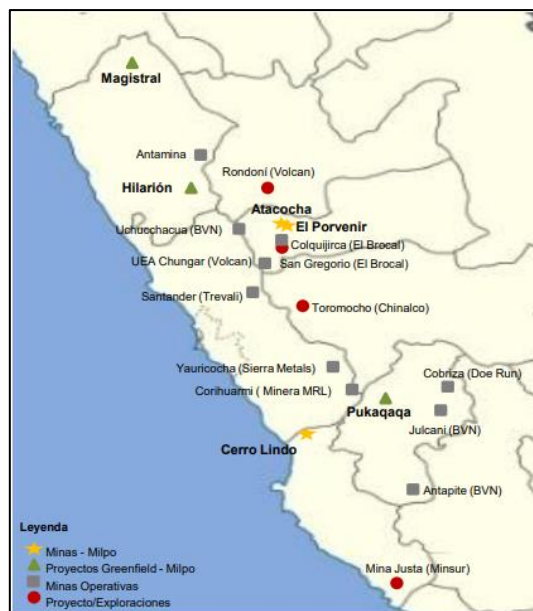 Magistral
Antamina
Rondoní (Volcan)
Hilarión
Atacocha
Uchucchacua (BVN)
El Porvenir
Colquijirca (El Brocal)
UEA Chungar (Volcan)
San Gregorio (El Brocal)
Santander (Trevali)
Toromocho (Chinalco)
Yauricocha (Sierra Metals)
Cobriza (Doe Run)
Corihuarmi ( Minera MRL)
Pukaqaqa
Julcani (BVN)
Cerro Lindo
Antapite (BVN)
Leyenda
Minas - Milpo
Mina Justa (Minsur)
Proyectos Greenfield - Milpo
Minas Operativas
Proyecto/Exploraciones